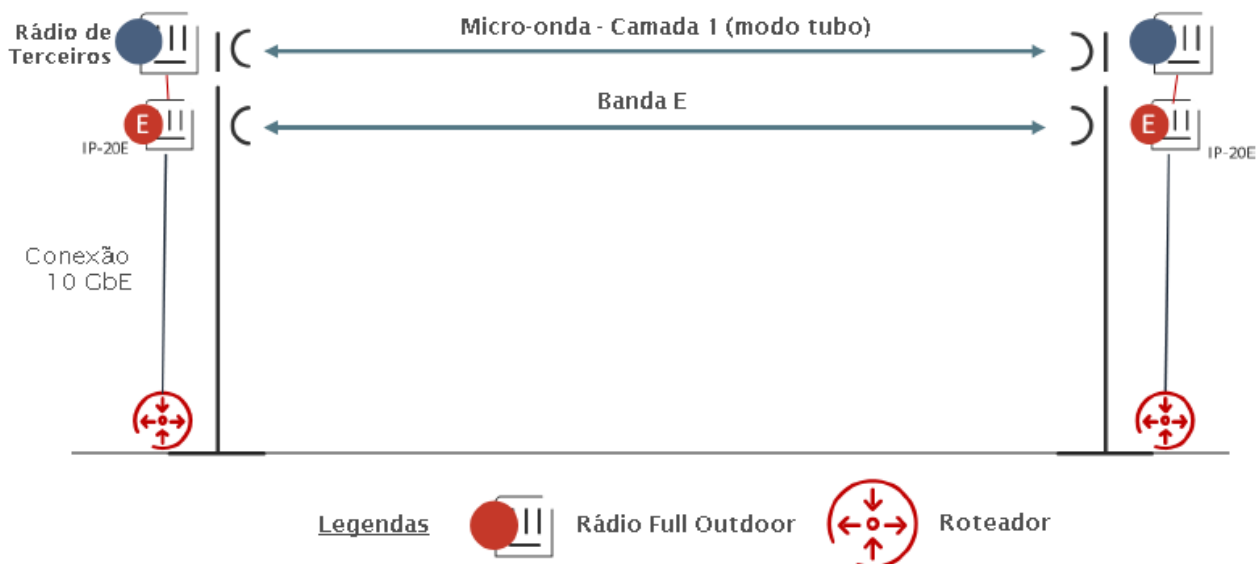 Rádio de
Terceiros
Micro-onda - Camada 1 (modo tubo)
Banda E
E
IP-20E
E
IP-20E
Conexão
10 GbE
Legendas
Rádio Full Outdoor
Roteador